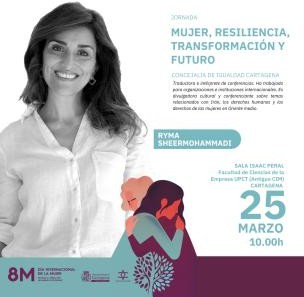 JORNADA
MUJER, RESILIENCIA,
TRANSFORMACIÓN Y
FUTURO
CONCEJALÍA DE IGUALDAD CARTAGENA
Traductora e intérprete de conferencias. Ha trabajado
para organizaciones e instituciones internacionales. Es
divulgadora cultural y conferenciante sobre temas
relacionados con Irán, los derechos humanos y los
derechos de las mujeres en Oriente medio.
RYMA
SHEERMOHAMMADI
SALA ISAAC PERAL
Facultad de Ciencias de la
Empresa UPCT (Antiguo CIM)
CARTAGENA
25
MARZO
10.00h
8M
DÍA INTERNACIONAL
DE LA MUJER